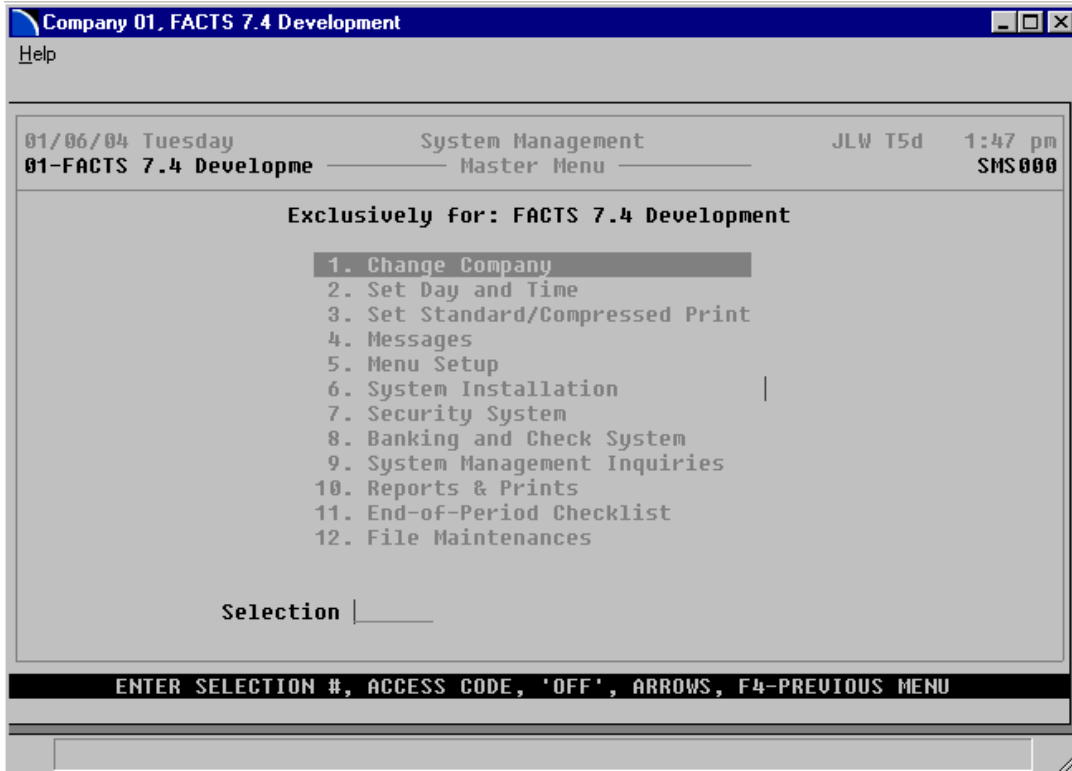 Company 01, FACTS 7.4 Development
Help
01/06/04 Tuesday System Management JLW T5d 1:47 pm
01-FACTS 7.4 Developme Master Menu SMS000
Exclusively for: FACTS 7.4 Development
1. Change Company
2. Set Day and Time
3. Set Standard/Compressed Print
4. Messages
5. Menu Setup
6. System Installation
7. Security System
8. Banking and Check System
9. System Management Inquiries
10. Reports & Prints
11. End-of-Period Checklist
12. File Maintenances
Selection
ENTER SELECTION #, ACCESS CODE, 'OFF', ARROWS, F4-PREVIOUS MENU